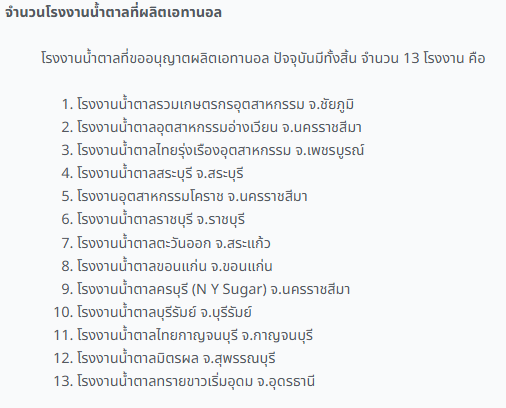 จำนวนโรงงานน้ำตาลที่ผลิตเอทานอล
โรงงานน้ำตาลที่ขออนุญาตผลิตเอทานอล ปัจจุบันมีทั้งสิ้น จำนวน 13 โรงงาน คือ
1. โรงงานน้ำตาลรวมเกษตรกรอุตสาหกรรม จ.ชัยภูมิ
2. โรงงานน้ำตาลอุตสาหกรรมอ่างเวียน จ.นครราชสีมา
3. โรงงานน้ำตาลไทยรุ่งเรืองอุตสาหกรรม จ.เพชรบูรณ์
4. โรงงานน้ำตาลสระบุรี จ.สระบุรี
5. โรงงานอุตสาหกรรมโคราช จ.นครราชสีมา
6. โรงงานน้ำตาลราชบุรี จ.ราชบุรี
7. โรงงานน้ำตาลตะวันออก จ.สระแก้ว
8. โรงงานน้ำตาลขอนแก่น จ.ขอนแก่น
9. โรงงานน้ำตาลครบุรี (N Y Sugar) จ.นครราชสีมา
10. โรงงานน้ำตาลบุรีรัมย์ จ.บุรีรัมย์
11. โรงงานน้ำตาลไทยกาญจนบุรี จ.กาญจนบุรี
12. โรงงานน้ำตาลมิตรผล จ.สุพรรณบุรี
13. โรงงานน้ำตาลทรายขาวเริ่มอุดม จ.อุดรธานี